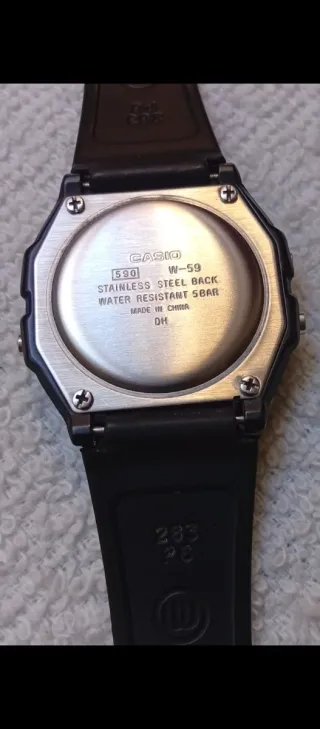 CASIO
590 W-59
STAINLESS STEEL BACK
WATER RESISTANT 5BAR
MADE IN CHINA
DH
283
PC